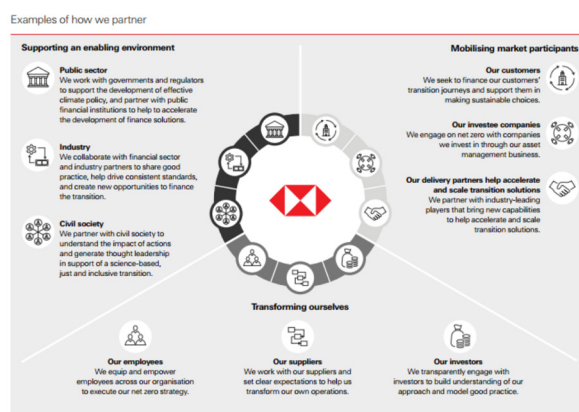 Examples of how we partner
Supporting an enabling environment
Public sector
We work with governments and regulators
to support the development of effective
climate policy, and partner with public
financial institutions to help to accelerate
the development of finance solutions.
Industry
We collaborate with financial sector
and industry partners to share good
practice, help drive consistent standards,
and create new opportunities to finance
the transition.
Civil society
We partner with civil society to
understand the impact of actions
and generate thought leadership
in support of a science-based,
just and inclusive transition.
Mobilising market participants
Our customers
We seek to finance our customers'
transition journeys and support them in
making sustainable choices.
Our investee companies
We engage on net zero with companies
we invest in through our asset
management business.
Our delivery partners help accelerate
and scale transition solutions
We partner with industry-leading
players that bring new capabilities
to help accelerate and scale
transition solutions.
Transforming ourselves
Our employees
We equip and empower
employees across our organisation
to execute our net zero strategy.
Our suppliers
We work with our suppliers and
set clear expectations to help us
transform our own operations.
Our investors
We transparently engage with
investors to build understanding of our
approach and model good practice.